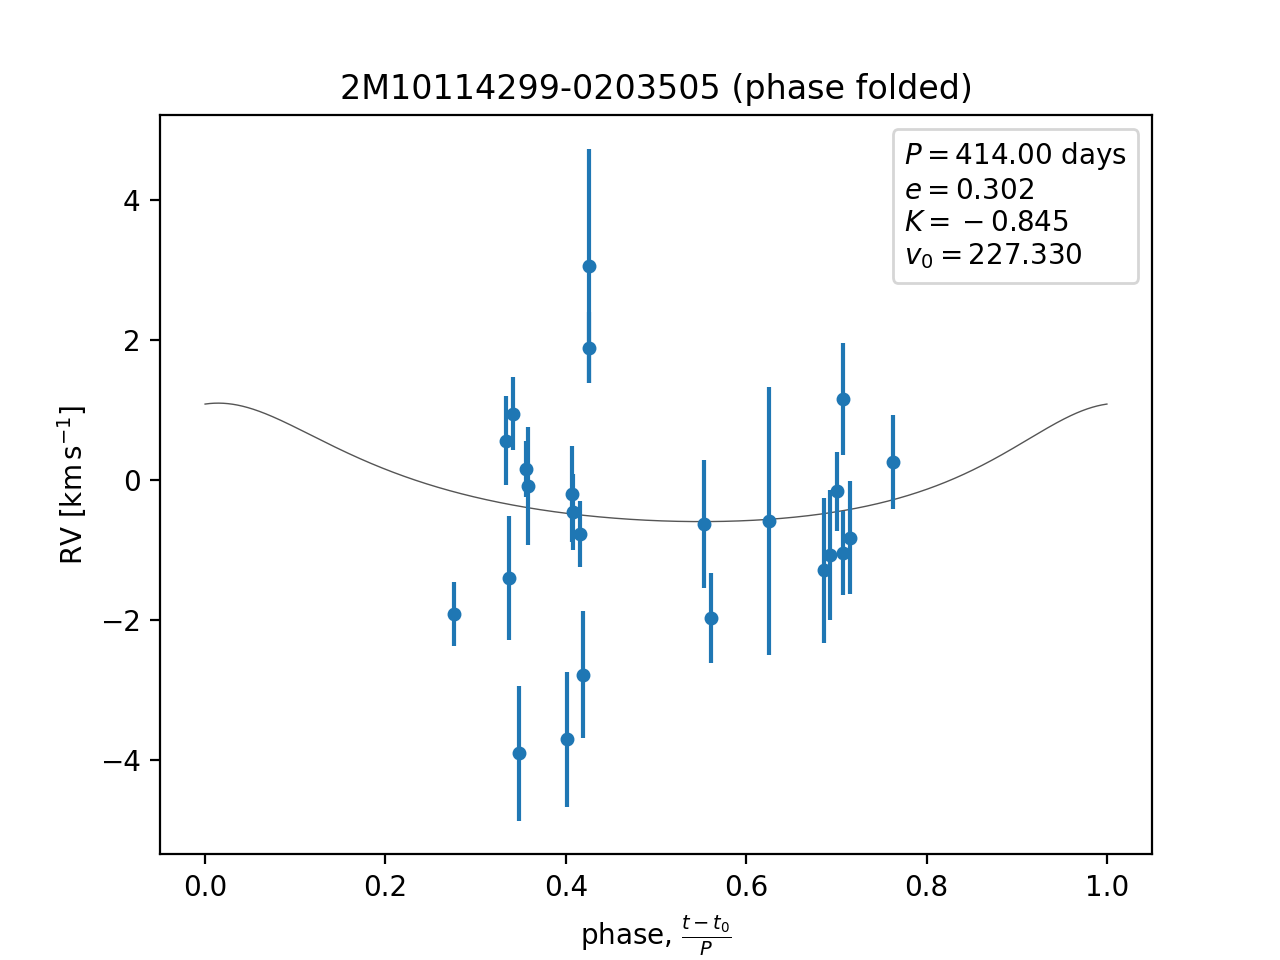 2M10114299-0203505 (phase folded)
P = 414.00 days
e = 0.302
K = −0.845
v₀ = 227.330
4
2
0
−2
−4
RV [km s⁻¹]
0.0 0.2 0.4 0.6 0.8 1.0
phase, (t − t₀)/P